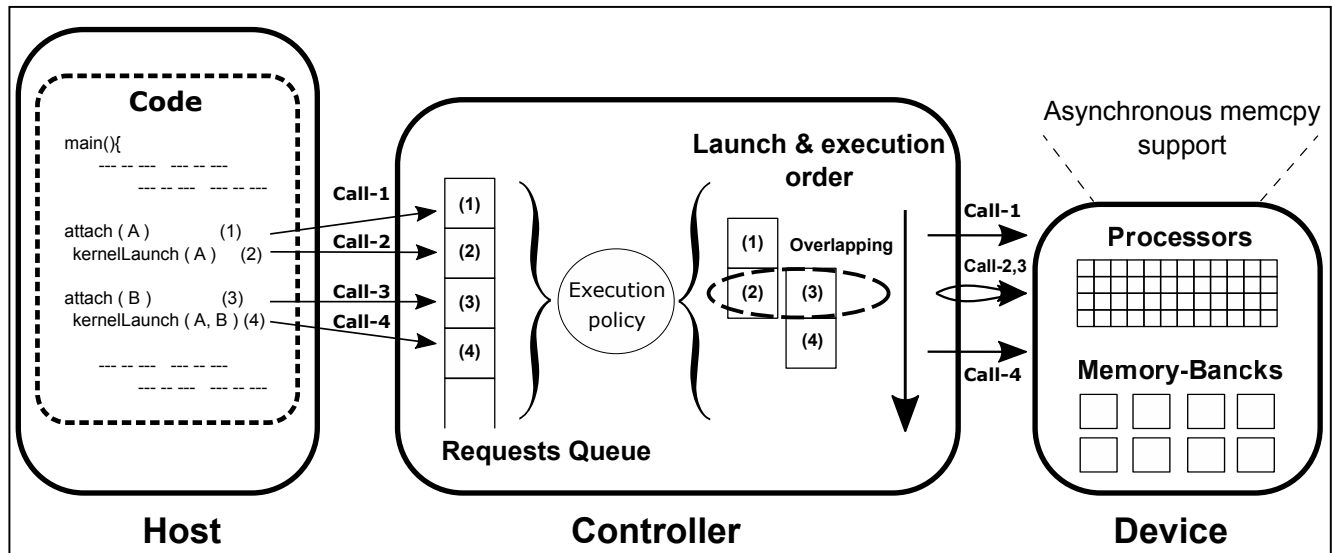 Code
main(){
--- -- --- --- -- ---
--- -- --- --- -- ---
attach ( A ) (1)
kernelLaunch ( A ) (2)
attach ( B ) (3)
kernelLaunch ( A, B ) (4)
--- -- --- --- -- ---
--- -- --- --- -- ---
Host
Call-1
Call-2
Call-3
Call-4
(1)
(2)
(3)
(4)
Requests Queue
Execution
policy
Launch & execution
order
(1)
Overlapping
(2) (3)
(4)
Controller
Call-1
Call-2,3
Call-4
Asynchronous memcpy
support
Processors
Memory-Bancks
Device